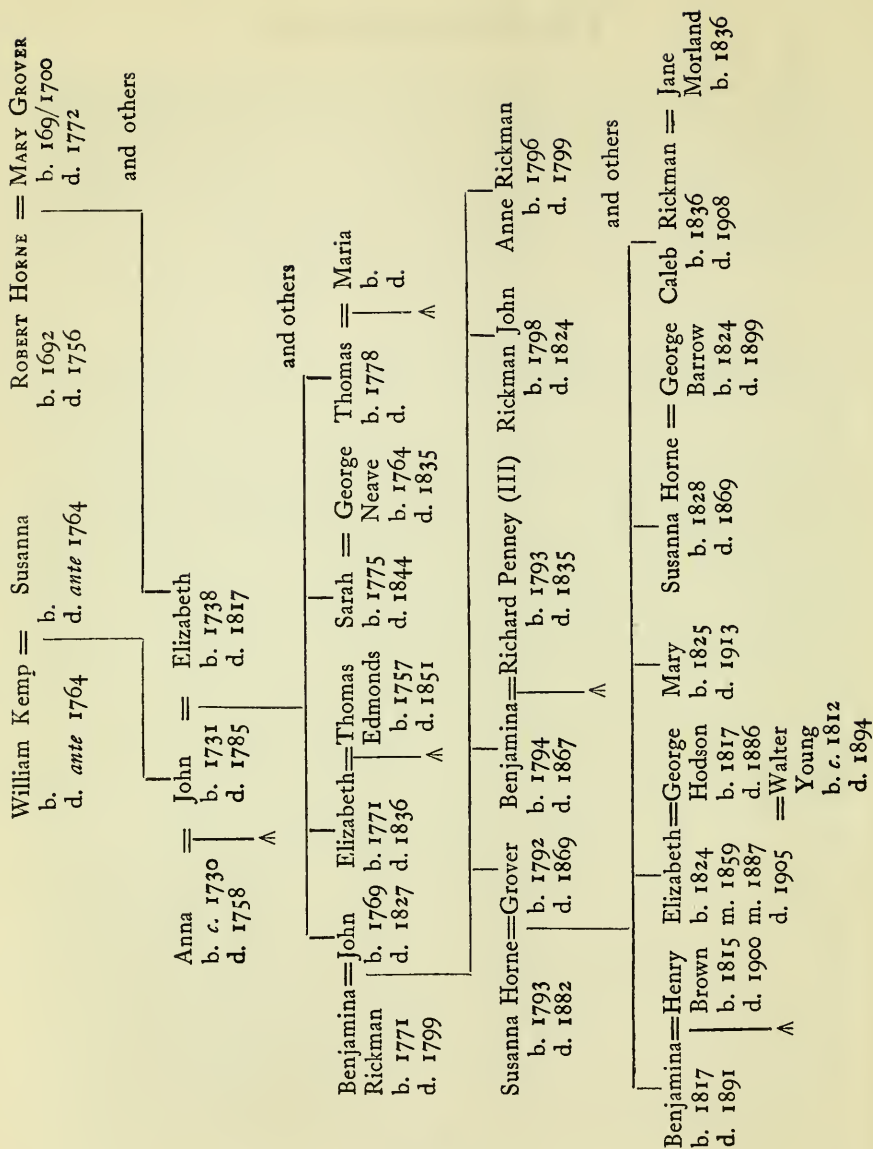 William Kemp = Susanna
b. b.
d. ante 1764 d. ante 1764
ROBERT HORNE = MARY GROVER
b. 1692 b. 169/1700
d. 1756 d. 1772
and others
Anna = John = Elizabeth
b. c. 1730 b. 1731 b. 1738
d. 1758 d. 1785 d. 1817
and others
Benjamina = John Elizabeth = Thomas Sarah = George Thomas = Maria
Rickman b. 1769 b. 1771 Edmonds b. 1775 Neave b. 1778 b.
b. 1771 d. 1827 d. 1836 b. 1757 d. 1844 b. 1764 d. d.
d. 1799 d. 1851 d. 1835
Susanna Horne = Grover Benjamina = Richard Penney (III) Rickman John Anne Rickman
b. 1793 b. 1792 b. 1794 b. 1793 b. 1798 b. 1796
d. 1882 d. 1869 d. 1867 d. 1835 d. 1824 d. 1799
and others
Benjamina = Henry Elizabeth = George Mary Susanna Horne = George Caleb Rickman = Jane
b. 1817 Brown b. 1824 Hodson b. 1825 b. 1828 Barrow b. 1836 Morland
d. 1891 b. 1815 m. 1859 b. 1817 d. 1913 d. 1869 b. 1824 d. 1908 b. 1836
d. 1900 m. 1887 d. 1886 d. 1899
d. 1905 = Walter
Young
b. c. 1812
d. 1894